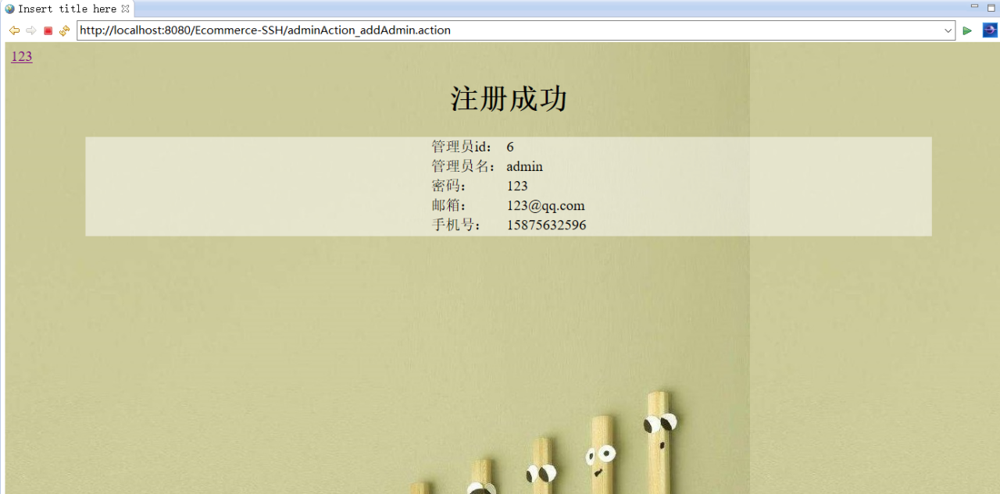 Insert title here
http://localhost:8080/Ecommerce-SSH/adminAction_addAdmin.action
123
注册成功
管理员id： 6
管理员名： admin
密码： 123
邮箱： 123@qq.com
手机号： 15875632596